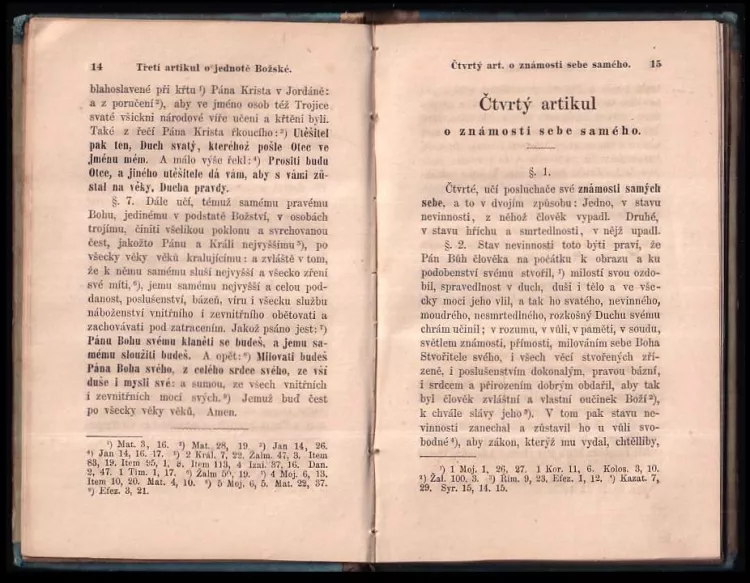 14 Třetí artikul o jednotě Božské.
blahoslavené při křtu ¹) Pána Krista v Jordáně:
a z poručení ²), aby ve jméno osob též Trojice
svaté všickni národové víře učeni a křtěni byli.
Také z řečí Pána Krista řkoucího: ³) Utěšitel
pak ten, Duch svatý, kteréhož pošle Otec ve
jménu mém. A málo výše řekl: ⁴) Prositi budu
Otce, a jiného utěšitele dá vám, aby s vámi zů-
stal na věky, Ducha pravdy.
§. 7. Dále učí, témuž samému pravému
Bohu, jedinému v podstatě Božství, v osobách
trojímu, činiti všelikou poklonu a svrchovanou
čest, jakožto Pánu a Králi nejvyššímu ⁵), po
všecky věky věků kralujícímu: a zvláště v tom,
že k němu samému sluší nejvyšší a všecko zření
své míti, ⁶), jemu samému nejvyšší a celou pod-
danost, poslušenství, bázeň, víru i všecku službu
náboženství vnitřního i zevnitřního obětovati a
zachovávati pod zatracením. Jakož psáno jest: ⁷)
Pánu Bohu svému klaněti se budeš, a jemu sa-
mému sloužiti budeš. A opět: ⁸) Milovati budeš
Pána Boha svého, z celého srdce svého, ze vší
duše i mysli své: a sumou, ze všech vnitřních
i zevnitřních mocí svých. ⁹) Jemuž buď čest
po všecky věky věků, Amen.
¹) Mat. 3, 16. ²) Mat. 28, 19. ³) Jan 14, 26.
⁴) Jan 14, 16. 17. ⁵) 2 Král. 7, 22. Žalm. 47, 3. Item
83, 19. Item 95, 1, Item 113, 4 Izai. 37, 16. Dan.
2, 47. 1 Tim. 1, 17. ⁶) Žalm 19. ⁷) 4 Moj. 6, 13.
Item 10, 20. Mat. 4, 10. ⁸) 5 Moj. 6, 5. Mat. 22, 37.
⁹) Efez. 3, 21.
Čtvrtý art. o známosti sebe samého. 15
Čtvrtý artikul
o známosti sebe samého.
§. 1.
Čtvrté, učí posluchače své známosti samých
sebe, a to v dvojím způsobu: Jedno, v stavu
nevinnosti, z něhož člověk vypadl. Druhé,
v stavu hříchu a smrtedlnosti, v nějž upadl.
§. 2. Stav nevinnosti toto býti praví, že
Pán Bůh člověka na počátku k obrazu a ku
podobenství svému stvořil, ¹) milostí svou ozdo-
bil, spravedlnost v duch, duši i tělo a ve vše-
cky moci jeho vlil, a tak ho svatého, nevinného,
moudrého, nesmrtedlného, rozkošný Duchu svému
chrám učinil; v rozumu, v vůli, v paměti, v soudu,
světlem známosti, přímostí, milováním sebe Boha
Stvořitele svého, i všech věcí stvořených zří-
zeně, i poslušenstvím dokonalým, pravou bázní,
i srdcem a přirozením dobrým obdařil, aby tak
byl člověk zvláštní a vlastní oučinek Boží ²),
k chvále slávy jeho ³). V tom pak stavu ne-
vinnosti zanechal a zůstavil ho u vůli svo-
bodné ⁴), aby zákon, kterýž mu vydal, chtělliby,
¹) 1 Moj. 1, 26, 27. 1 Kor. 11, 6. Kolos. 3, 10.
²) Žal. 100, 3. ³) Řím. 9, 23. Efez. 1, 12. ⁴) Kazat. 7,
29. Syr. 15, 14. 15.